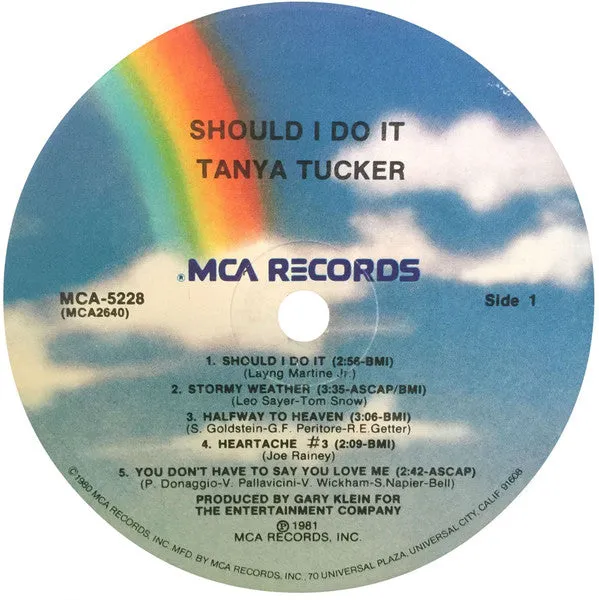 SHOULD I DO IT
TANYA TUCKER
® MCA RECORDS
MCA-5228
(MCA2640)
Side 1
1. SHOULD I DO IT (2:56-BMI)
(Layng Martine Jr.)
2. STORMY WEATHER (3:35-ASCAP/BMI)
(Leo Sayer-Tom Snow)
3. HALFWAY TO HEAVEN (3:06-BMI)
(S. Goldstein-G.F. Peritore-R.E.Getter)
4. HEARTACHE #3 (2:09-BMI)
(Joe Rainey)
5. YOU DON'T HAVE TO SAY YOU LOVE ME (2:42-ASCAP)
(P. Donaggio-V. Pallavicini-V. Wickham-S.Napier-Bell)
PRODUCED BY GARY KLEIN FOR
THE ENTERTAINMENT COMPANY
℗ 1981
MCA RECORDS, INC.
©1980 MCA RECORDS, INC. MFD. BY MCA RECORDS, INC., 70 UNIVERSAL PLAZA, UNIVERSAL CITY, CALIF. 91608